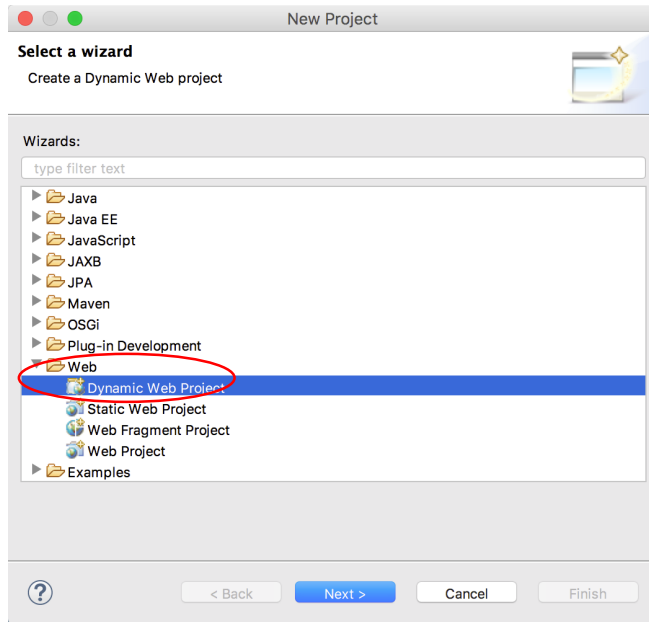 New Project
Select a wizard
Create a Dynamic Web project
Wizards:
type filter text
Java
Java EE
JavaScript
JAXB
JPA
Maven
OSGi
Plug-in Development
Web
Dynamic Web Project
Static Web Project
Web Fragment Project
Web Project
Examples
? < Back Next > Cancel Finish